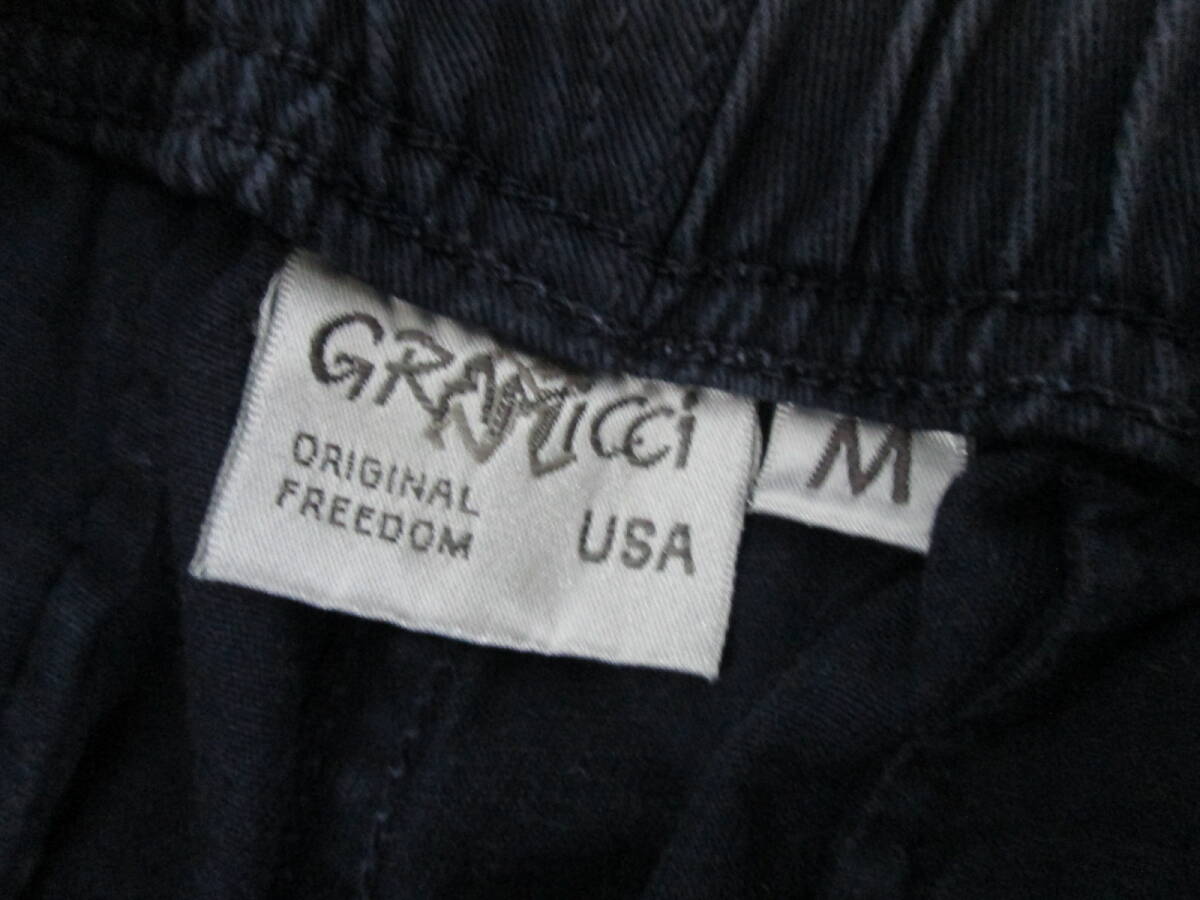 GRAMiCCi
ORIGINAL
FREEDOM
USA
M